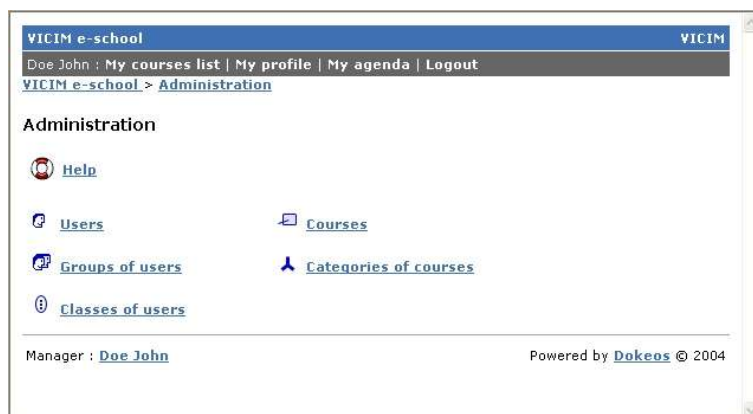 VICIM e-school VICIM
Doe John : My courses list | My profile | My agenda | Logout
VICIM e-school > Administration
Administration
Help
Users Courses
Groups of users Categories of courses
Classes of users
Manager : Doe John Powered by Dokeos © 2004